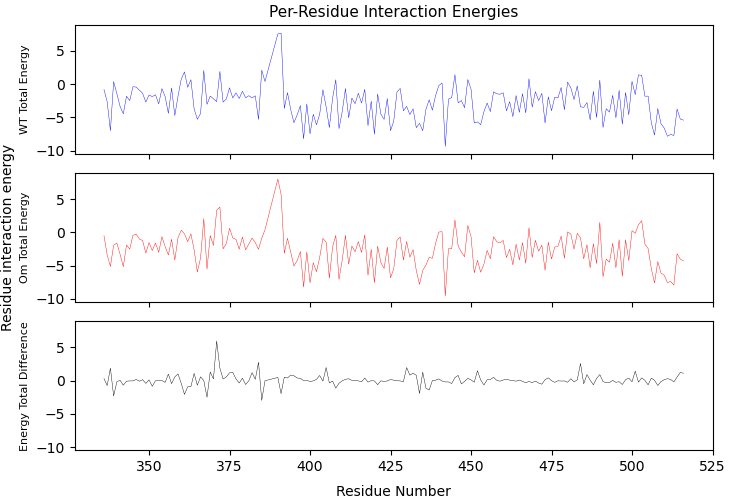 Per-Residue Interaction Energies
WT Total Energy
5
0
−5
−10
Residue interaction energy
Om Total Energy
5
0
−5
−10
Energy Total Difference
5
0
−5
−10
350 375 400 425 450 475 500 525
Residue Number